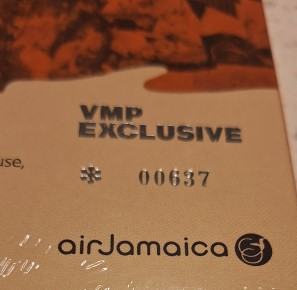 VMP
EXCLUSIVE
use,
00637
airJamaica